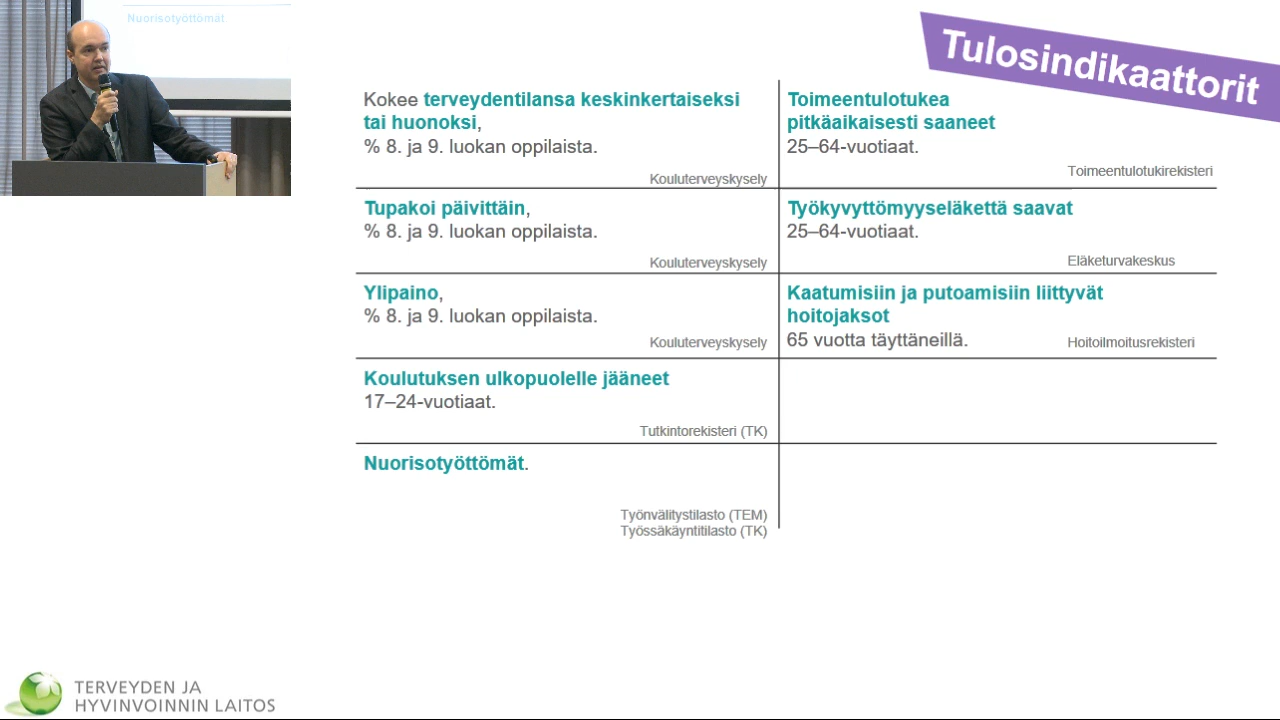 Nuorisotyöttömät
Tulosindikaattorit
Kokee terveydentilansa keskinkertaiseksi
tai huonoksi,
% 8. ja 9. luokan oppilaista.
Kouluterveyskysely
Toimeentulotukea
pitkäaikaisesti saaneet
25–64-vuotiaat.
Toimeentulotukirekisteri
Tupakoi päivittäin,
% 8. ja 9. luokan oppilaista.
Kouluterveyskysely
Työkyvyttömyyseläkettä saavat
25–64-vuotiaat.
Eläketurvakeskus
Ylipaino,
% 8. ja 9. luokan oppilaista.
Kouluterveyskysely
Kaatumisiin ja putoamisiin liittyvät
hoitojaksot
65 vuotta täyttäneillä.
Hoitoilmoitusrekisteri
Koulutuksen ulkopuolelle jääneet
17–24-vuotiaat.
Tutkintorekisteri (TK)
Nuorisotyöttömät.
Työnvälitystilasto (TEM)
Työssäkäyntitilasto (TK)
TERVEYDEN JA
HYVINVOINNIN LAITOS